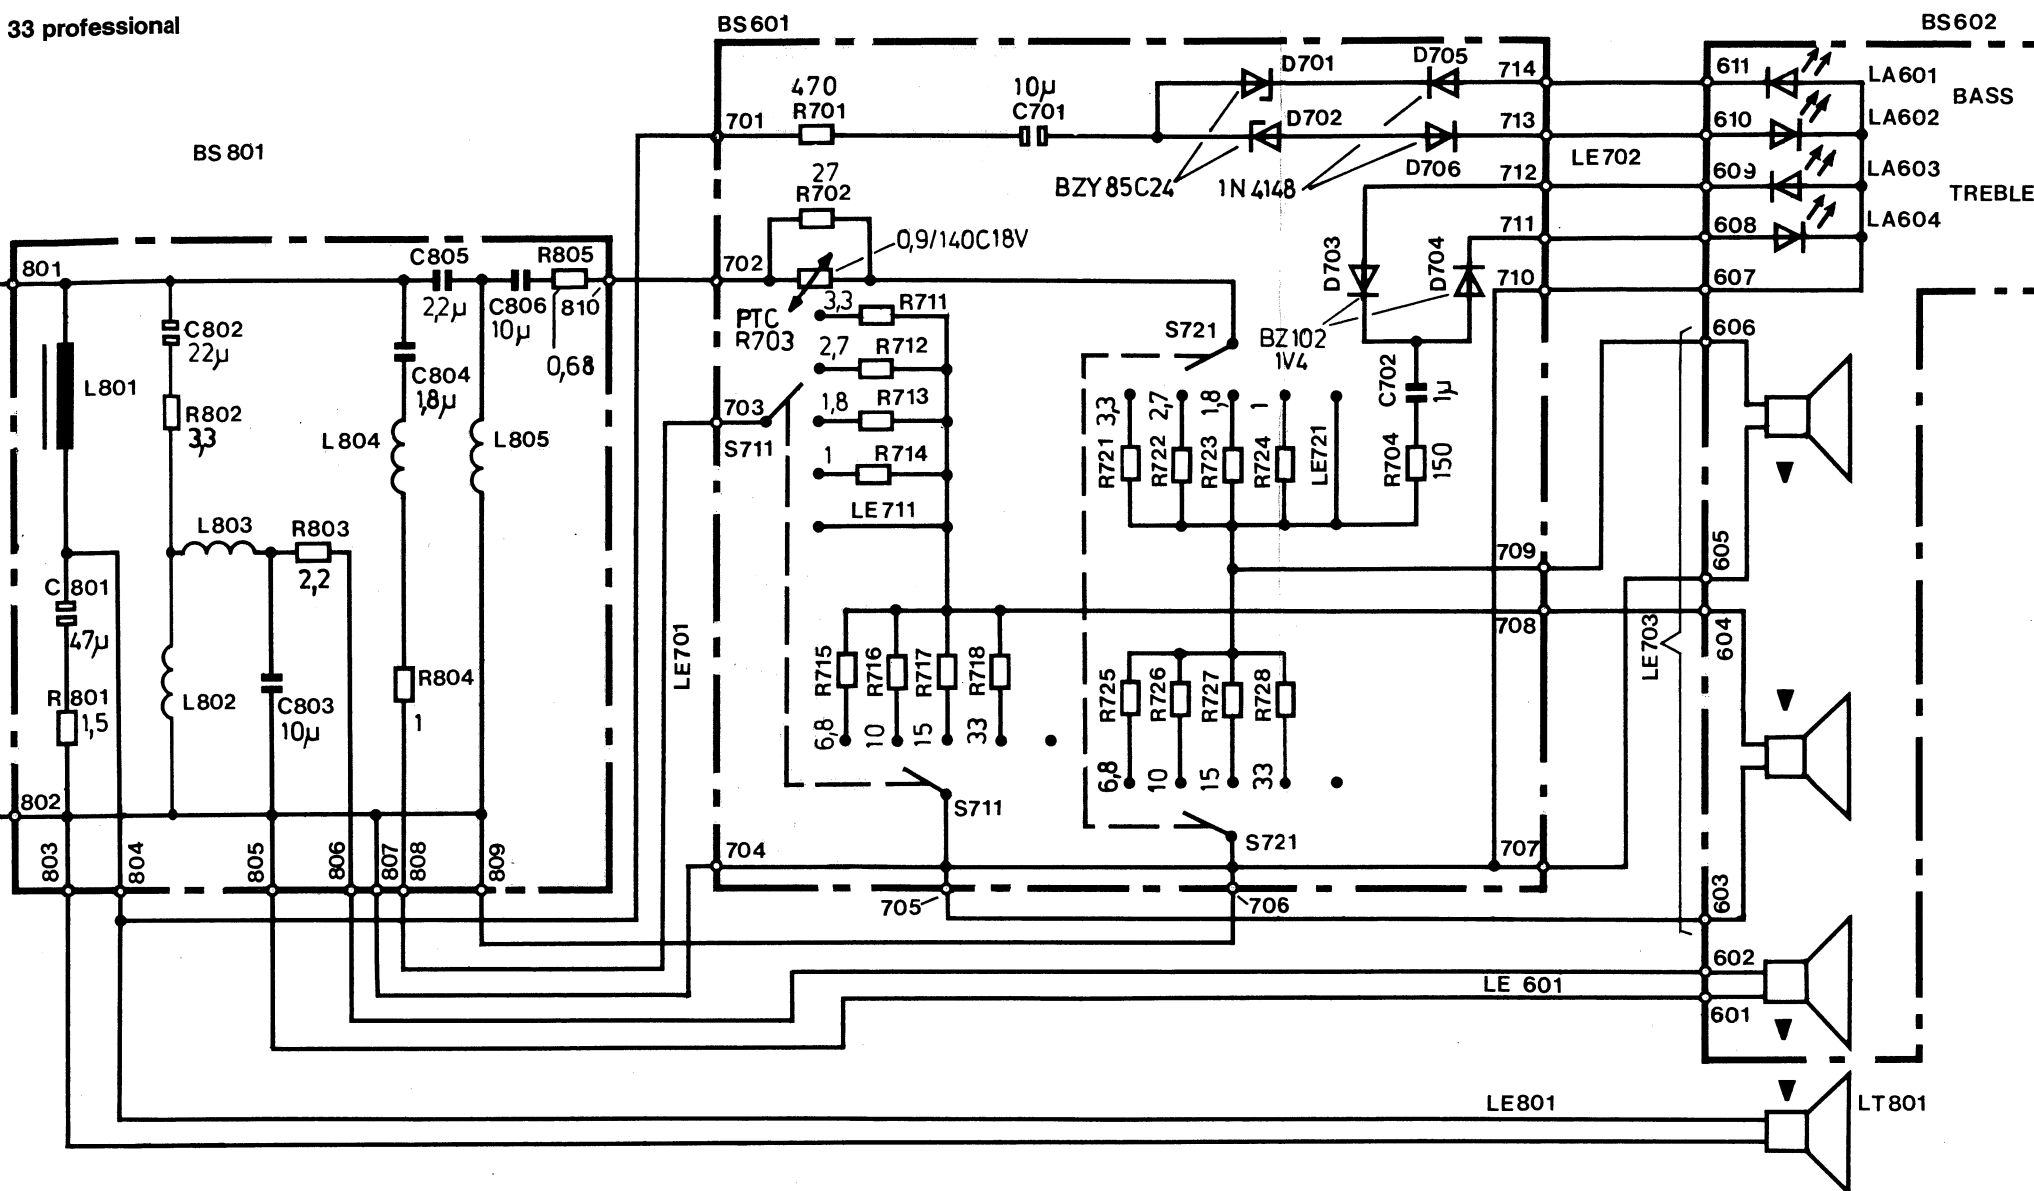 33 professional
BS601
BS602
BS801
470
R701
701
10µ
C701
D701
D705
714
611
LA601
BASS
D702
713
610
LA602
BZY85C24
1N4148
D706
LE702
712
609
LA603
TREBLE
27
R702
0,9/140C18V
711
608
LA604
801
C805
2,2µ
C806
10µ
R805
810
0,68
702
PTC
R703
D703
D704
710
607
C802
22µ
L801
R802
3,3
C804
1,8µ
L804
L805
3,3
R711
2,7
R712
1,8
R713
1
R714
LE711
703
S711
S721
BZ102
1V4
C702
1µ
606
3,3
R721
2,7
R722
1,8
R723
1
R724
LE721
R704
150
L803
R803
2,2
C801
47µ
R801
1,5
L802
C803
10µ
R804
1
LE701
709
605
708
604
LE703
R715
6,8
R716
10
R717
15
R718
33
R725
6,8
R726
10
R727
15
R728
33
S711
S721
802
803
804
805
806
807
808
809
704
707
705
706
603
602
LE 601
601
LE801
LT801